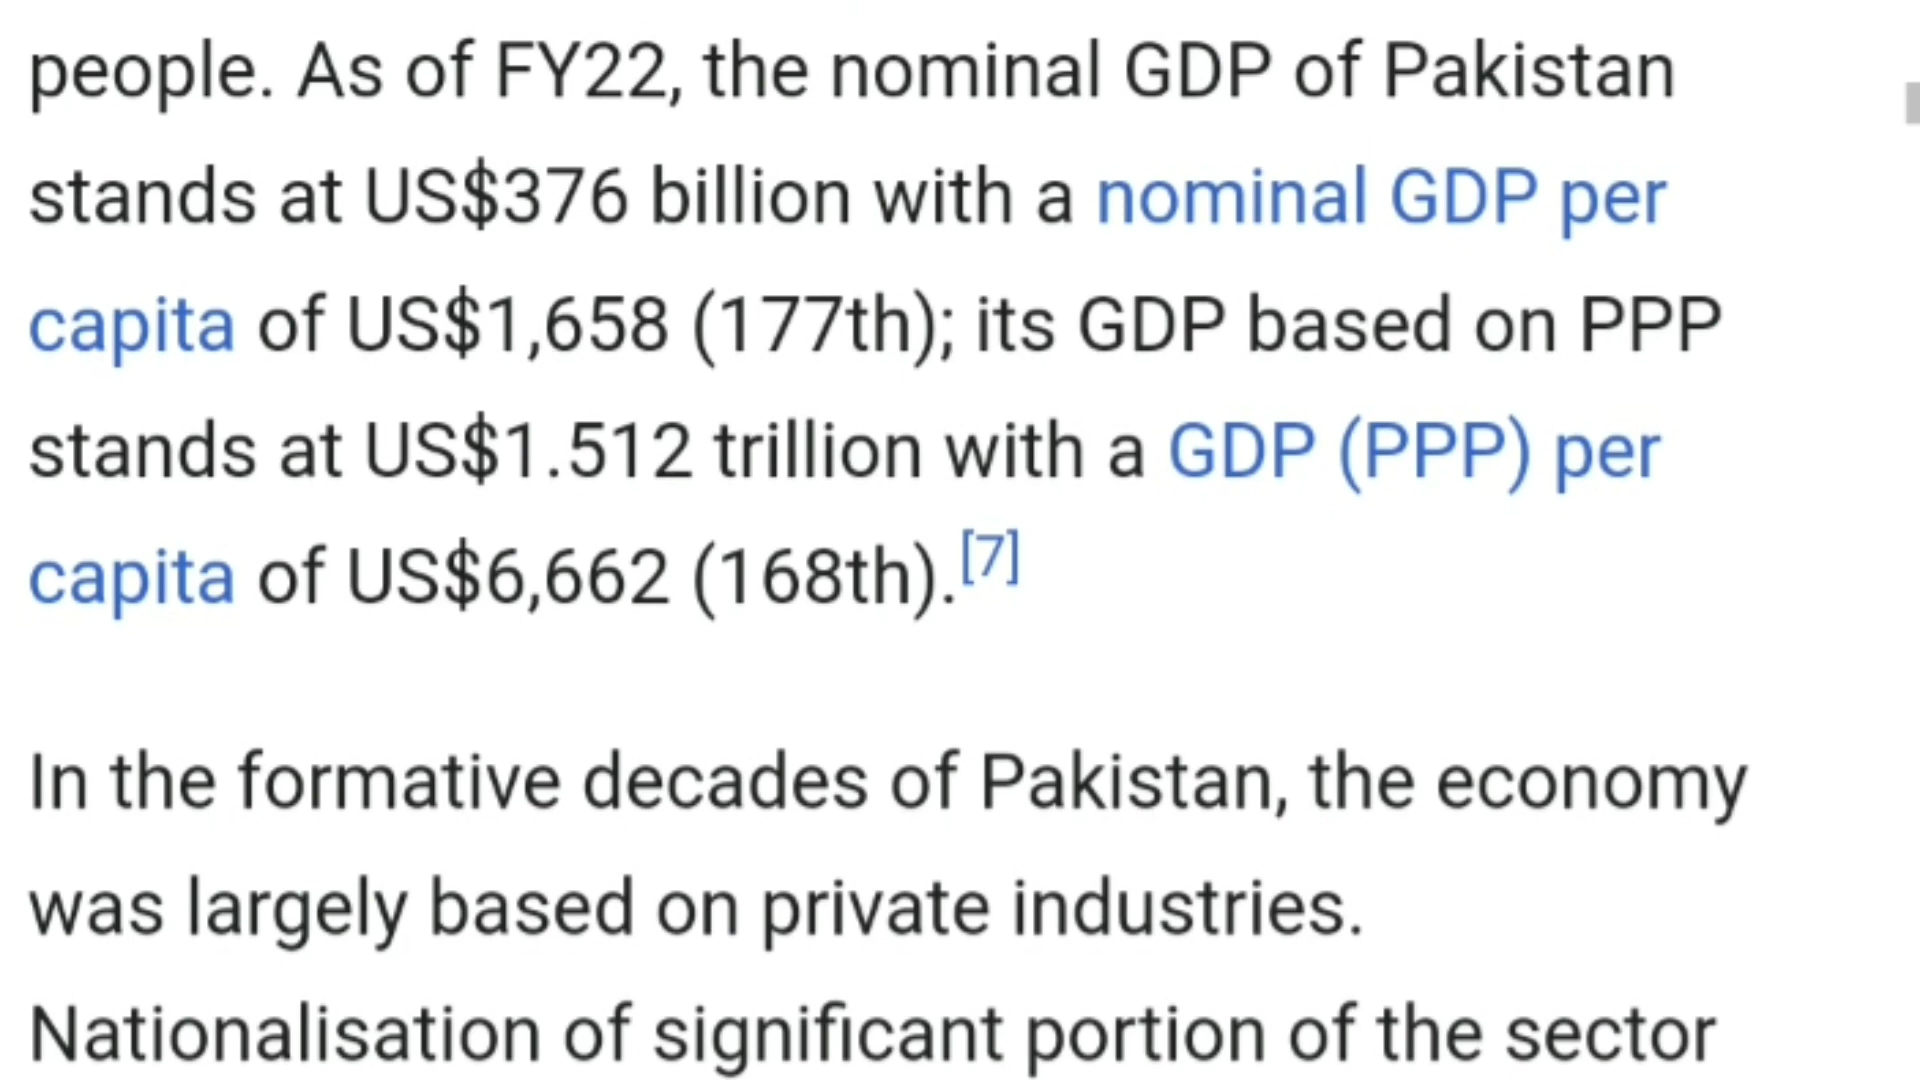 people. As of FY22, the nominal GDP of Pakistan
stands at US$376 billion with a nominal GDP per
capita of US$1,658 (177th); its GDP based on PPP
stands at US$1.512 trillion with a GDP (PPP) per
capita of US$6,662 (168th).[7]
In the formative decades of Pakistan, the economy
was largely based on private industries.
Nationalisation of significant portion of the sector